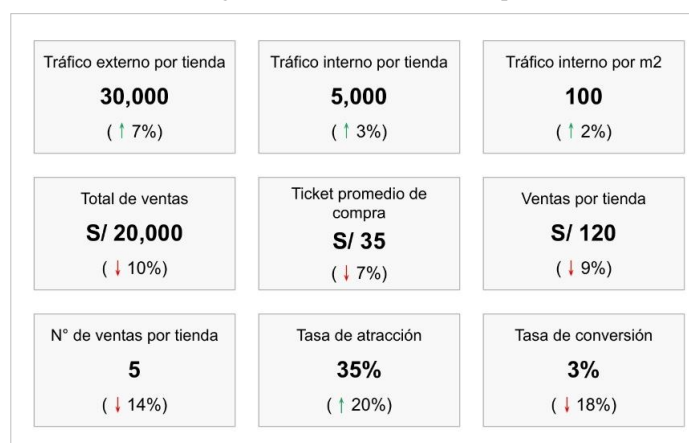 Tráfico externo por tienda
30,000
( ↑ 7%)
Tráfico interno por tienda
5,000
( ↑ 3%)
Tráfico interno por m2
100
( ↑ 2%)
Total de ventas
S/ 20,000
( ↓ 10%)
Ticket promedio de
compra
S/ 35
( ↓ 7%)
Ventas por tienda
S/ 120
( ↓ 9%)
N° de ventas por tienda
5
( ↓ 14%)
Tasa de atracción
35%
( ↑ 20%)
Tasa de conversión
3%
( ↓ 18%)